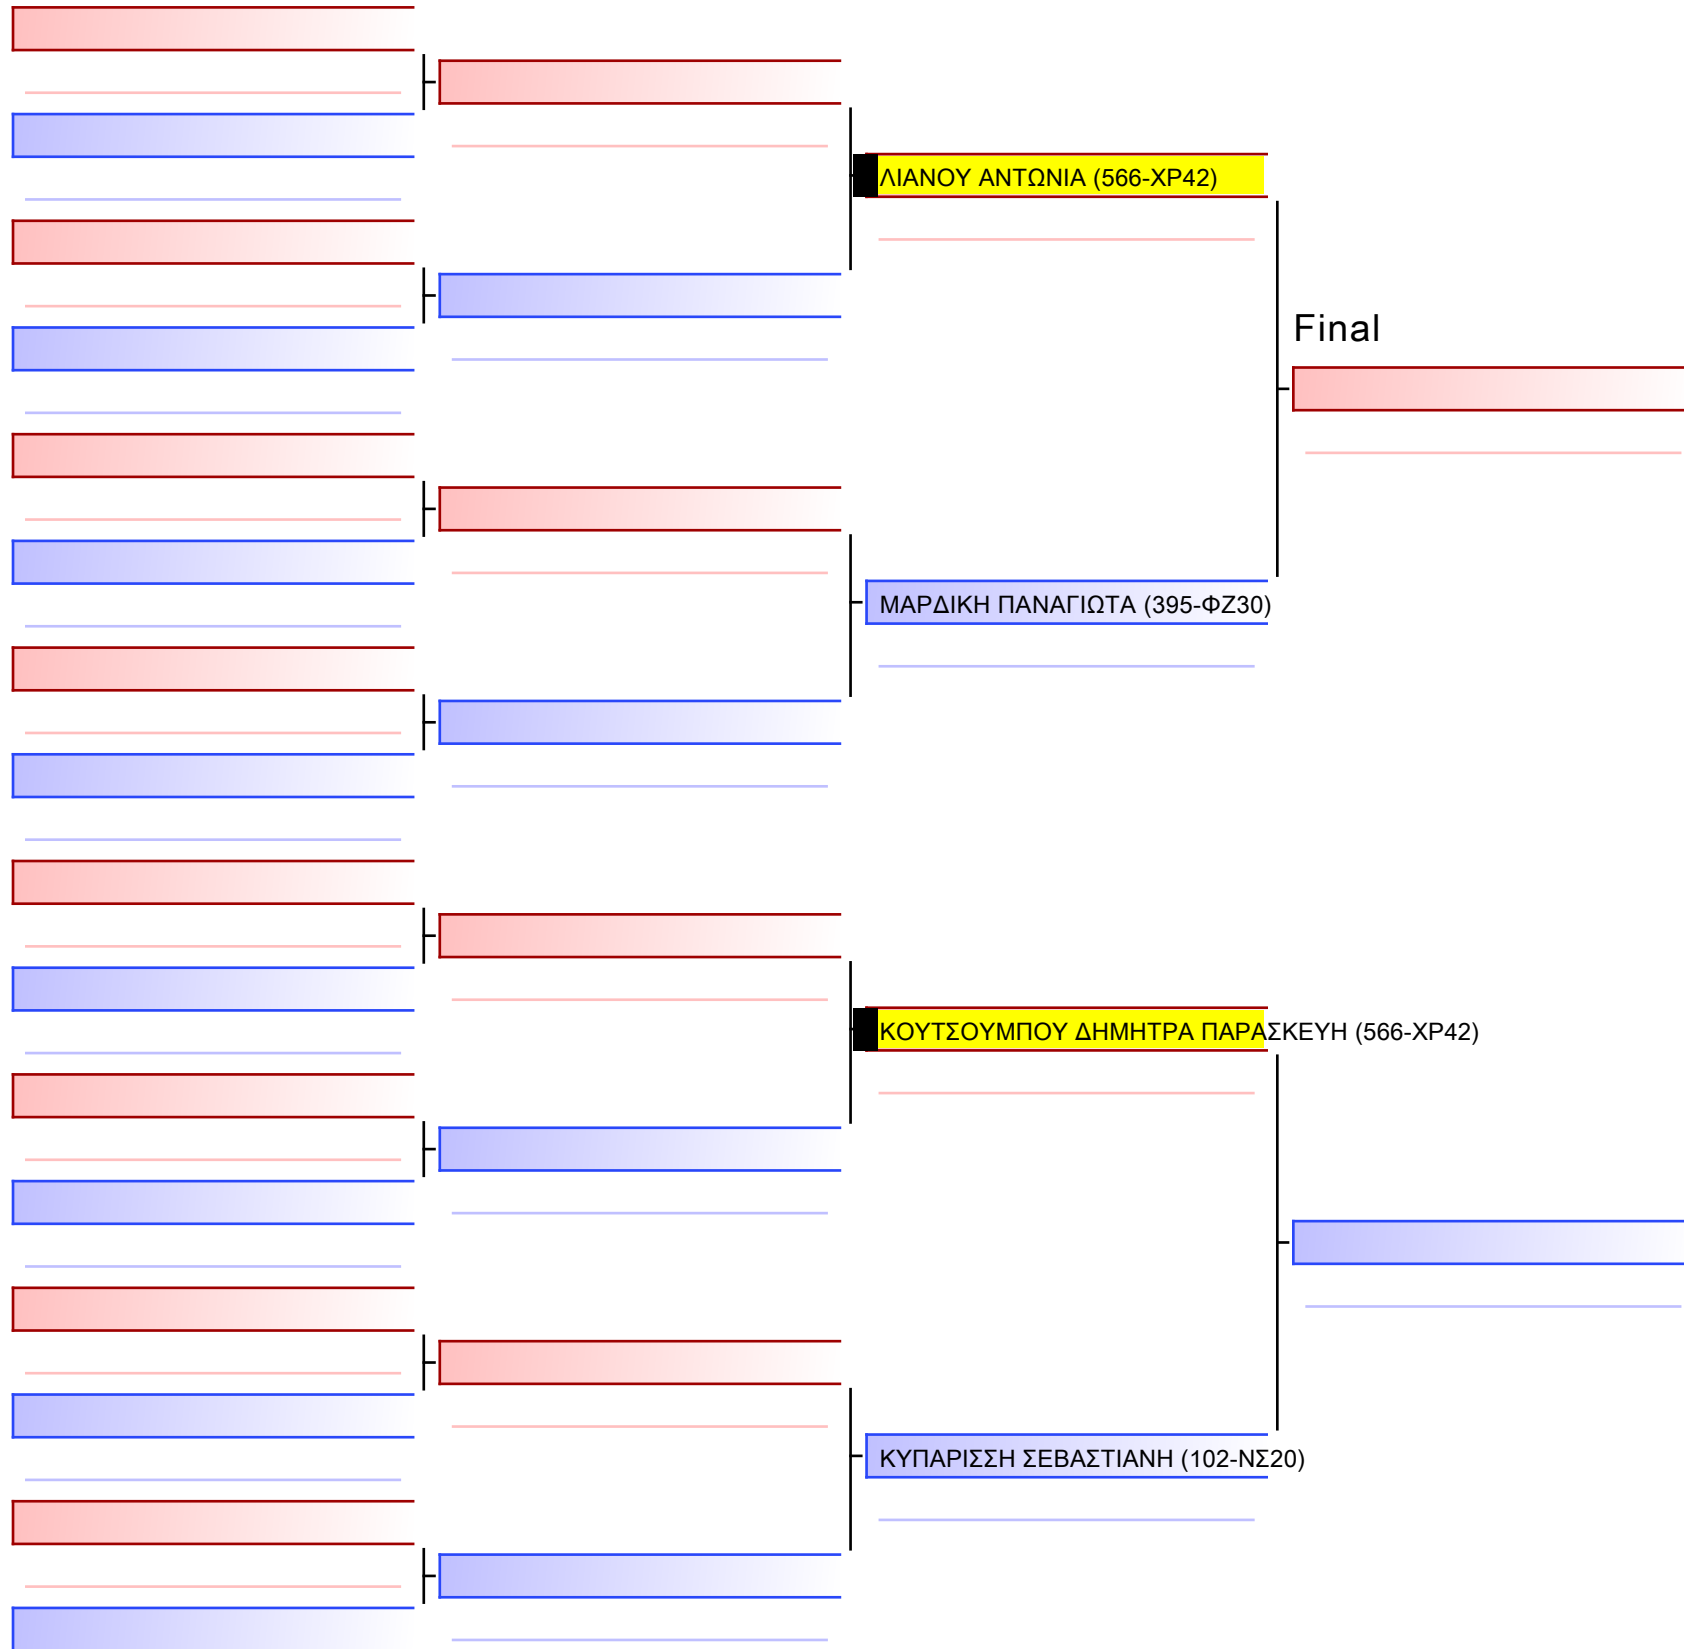 ΛΙΑΝΟΥ ΑΝΤΩΝΙΑ (566-ΧΡ42)
Final
ΜΑΡΔΙΚΗ ΠΑΝΑΓΙΩΤΑ (395-ΦΖ30)
ΚΟΥΤΣΟΥΜΠΟΥ ΔΗΜΗΤΡΑ ΠΑΡΑΣΚΕΥΗ (566-ΧΡ42)
ΚΥΠΑΡΙΣΣΗ ΣΕΒΑΣΤΙΑΝΗ (102-ΝΣ20)